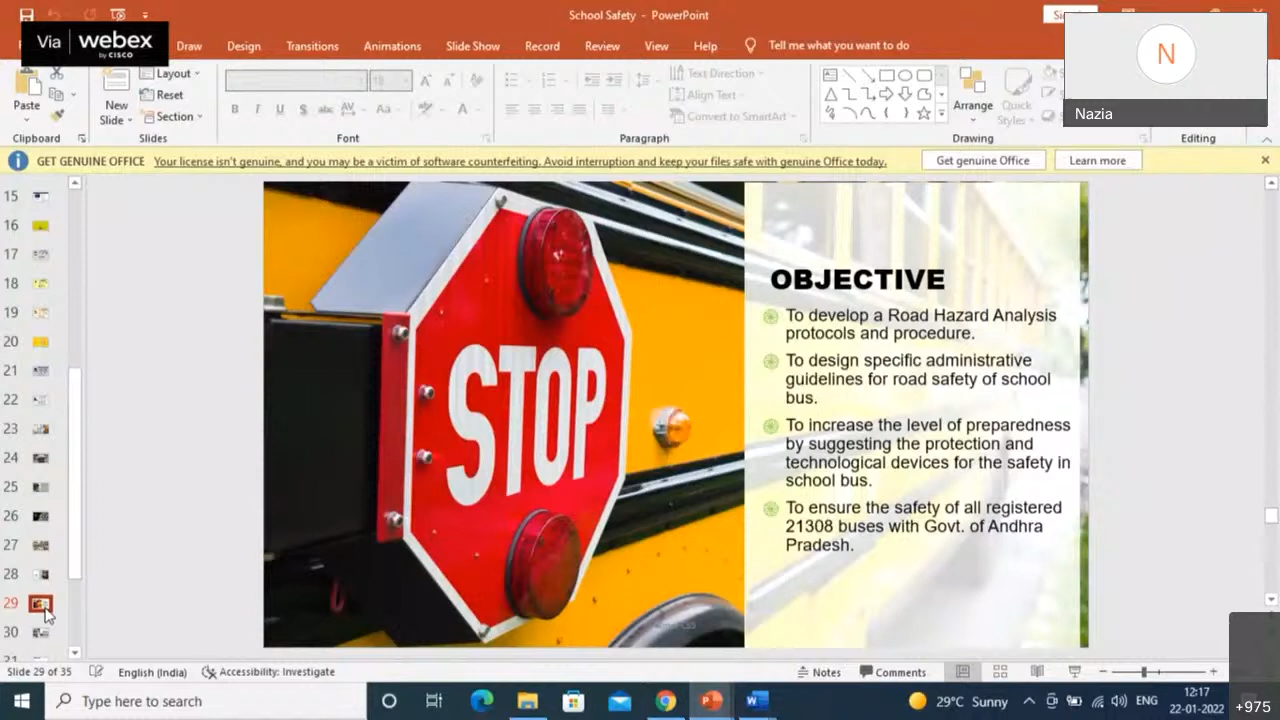 School Safety - PowerPoint
Via webex
by CISCO
Draw Design Transitions Animations Slide Show Record Review View Help Tell me what you want to do
N
Nazia
Paste
New
Slide
Layout
Reset
Section
Text Direction
Align Text
Convert to SmartArt
Arrange
Quick
Styles
Clipboard Slides Font Paragraph Drawing Editing
GET GENUINE OFFICE Your license isn't genuine, and you may be a victim of software counterfeiting. Avoid interruption and keep your files safe with genuine Office today. Get genuine Office Learn more
15
16
17
18
19
20
21
22
23
24
25
26
27
28
29
30
STOP
OBJECTIVE
To develop a Road Hazard Analysis
protocols and procedure.
To design specific administrative
guidelines for road safety of school
bus.
To increase the level of preparedness
by suggesting the protection and
technological devices for the safety in
school bus.
To ensure the safety of all registered
21308 buses with Govt. of Andhra
Pradesh.
Slide 29 of 35 English (India) Accessibility: Investigate Notes Comments
Type here to search
29°C Sunny ENG
12:17
22-01-2022
+975